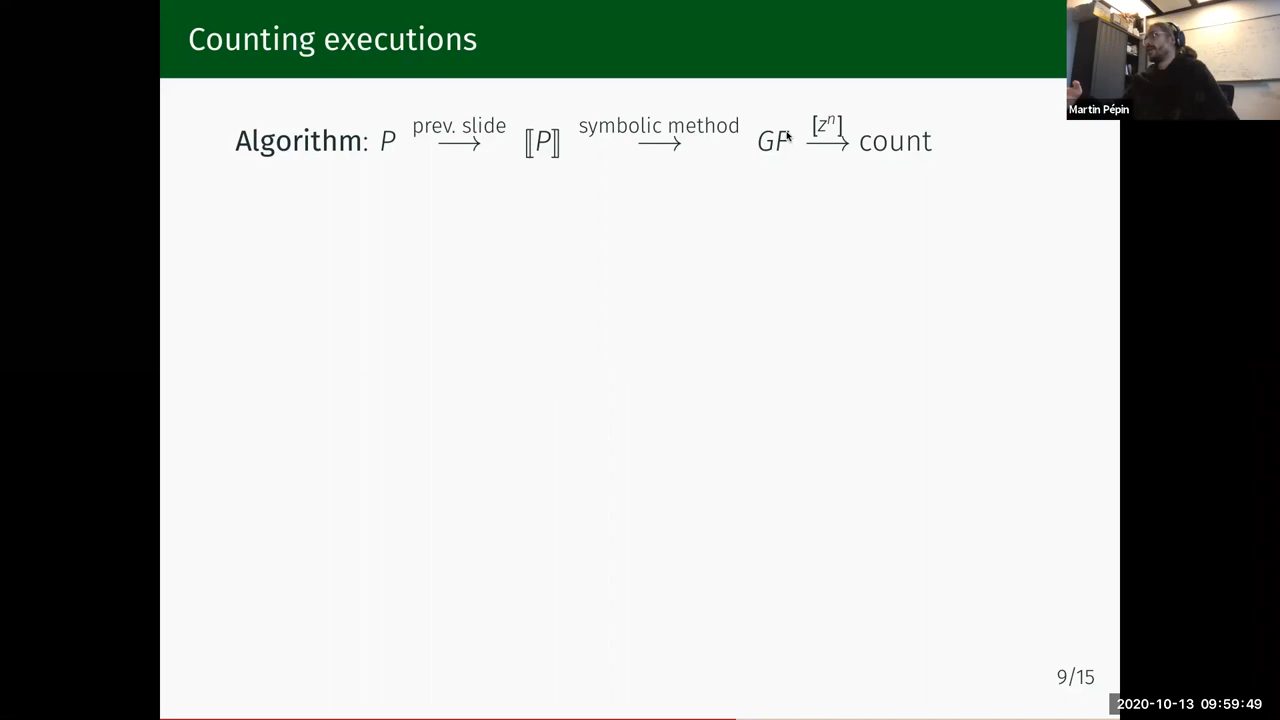 Counting executions
Martin Pépin
Algorithm: P prev. slide ⟶ ⟦P⟧ symbolic method ⟶ GF [zⁿ] ⟶ count
9/15
2020-10-13 09:59:49